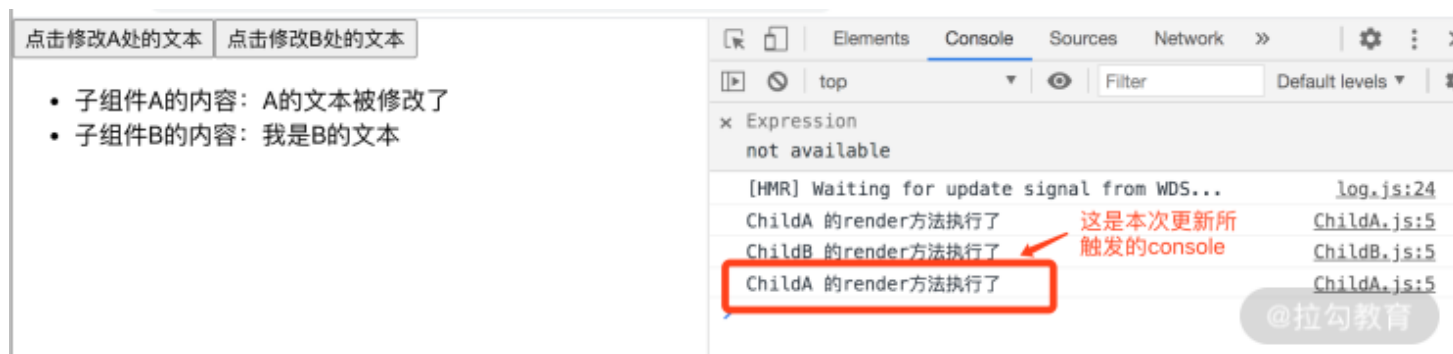 点击修改A处的文本 点击修改B处的文本
• 子组件A的内容：A的文本被修改了
• 子组件B的内容：我是B的文本
Elements Console Sources Network »
top Filter Default levels
× Expression
not available
[HMR] Waiting for update signal from WDS... log.js:24
ChildA 的render方法执行了 ChildA.js:5
这是本次更新所
触发的console
ChildB 的render方法执行了 ChildB.js:5
ChildA 的render方法执行了 ChildA.js:5
@拉勾教育